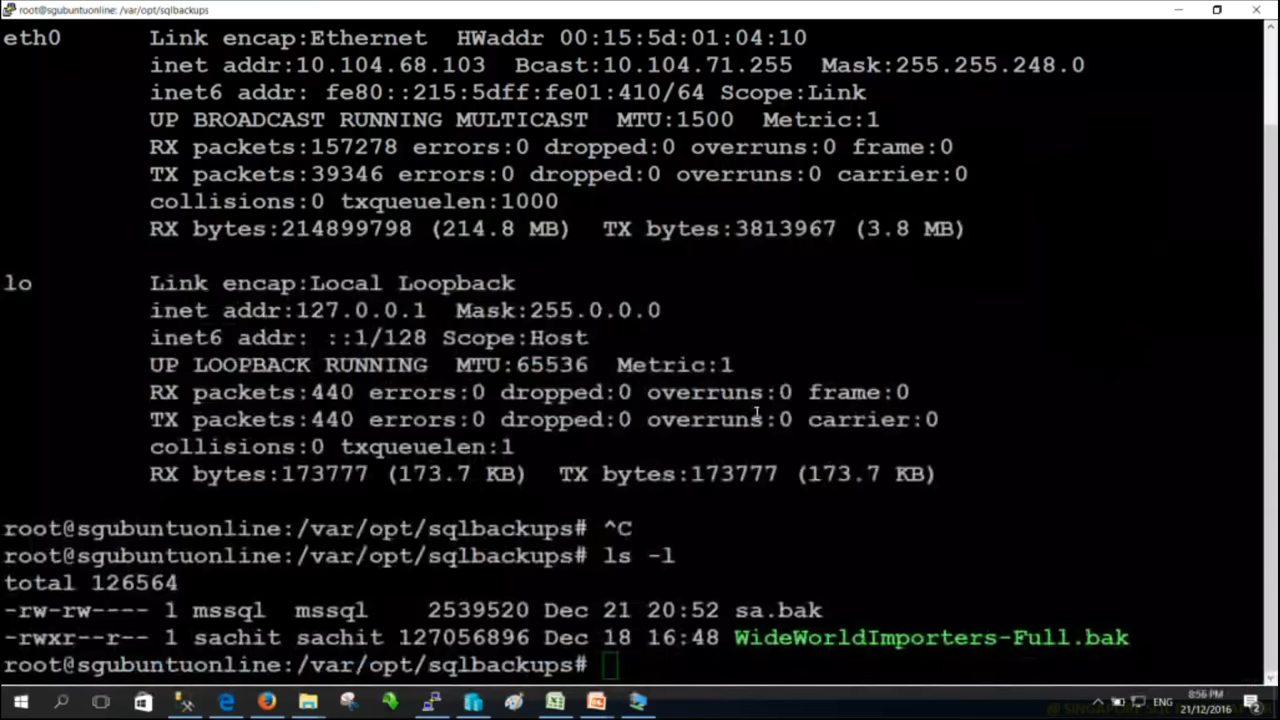 root@sgubuntuonline: /var/opt/sqlbackups
eth0 Link encap:Ethernet HWaddr 00:15:5d:01:04:10
inet addr:10.104.68.103 Bcast:10.104.71.255 Mask:255.255.248.0
inet6 addr: fe80::215:5dff:fe01:410/64 Scope:Link
UP BROADCAST RUNNING MULTICAST MTU:1500 Metric:1
RX packets:157278 errors:0 dropped:0 overruns:0 frame:0
TX packets:39346 errors:0 dropped:0 overruns:0 carrier:0
collisions:0 txqueuelen:1000
RX bytes:214899798 (214.8 MB) TX bytes:3813967 (3.8 MB)
lo Link encap:Local Loopback
inet addr:127.0.0.1 Mask:255.0.0.0
inet6 addr: ::1/128 Scope:Host
UP LOOPBACK RUNNING MTU:65536 Metric:1
RX packets:440 errors:0 dropped:0 overruns:0 frame:0
TX packets:440 errors:0 dropped:0 overruns:0 carrier:0
collisions:0 txqueuelen:1
RX bytes:173777 (173.7 KB) TX bytes:173777 (173.7 KB)
root@sgubuntuonline:/var/opt/sqlbackups# ^C
root@sgubuntuonline:/var/opt/sqlbackups# ls -l
total 126564
-rw-rw---- 1 mssql mssql 2539520 Dec 21 20:52 sa.bak
-rwxr--r-- 1 sachit sachit 127056896 Dec 18 16:48 WideWorldImporters-Full.bak
root@sgubuntuonline:/var/opt/sqlbackups#
ENG
8:56 PM
21/12/2016